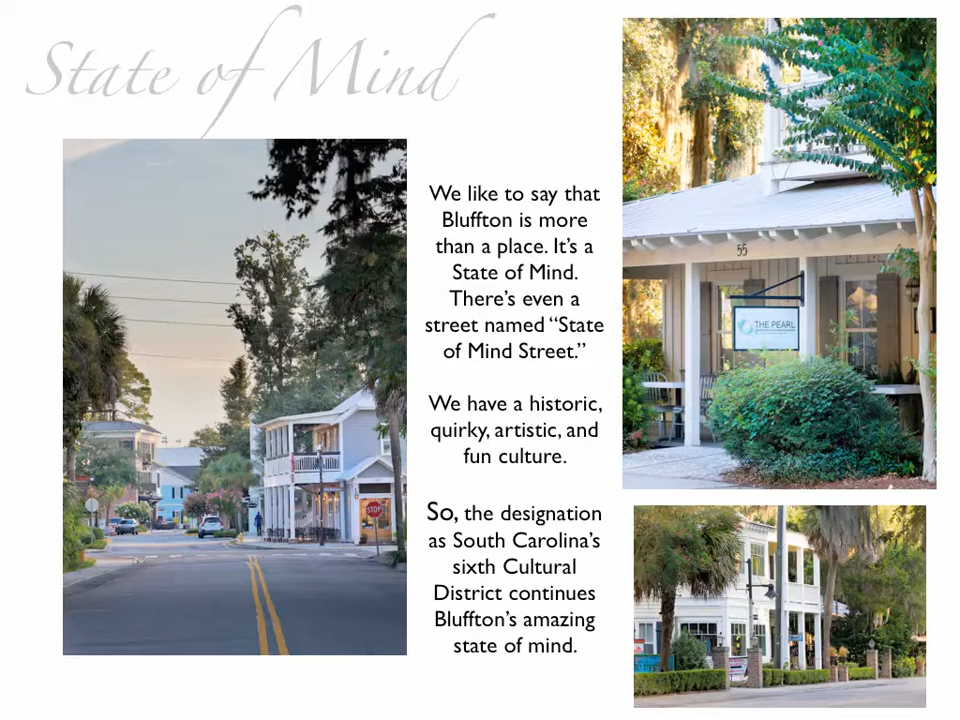 State of Mind
We like to say that
Bluffton is more
than a place. It’s a
State of Mind.
There’s even a
street named “State
of Mind Street.”
We have a historic,
quirky, artistic, and
fun culture.
So, the designation
as South Carolina’s
sixth Cultural
District continues
Bluffton’s amazing
state of mind.
STOP
55
THE PEARL